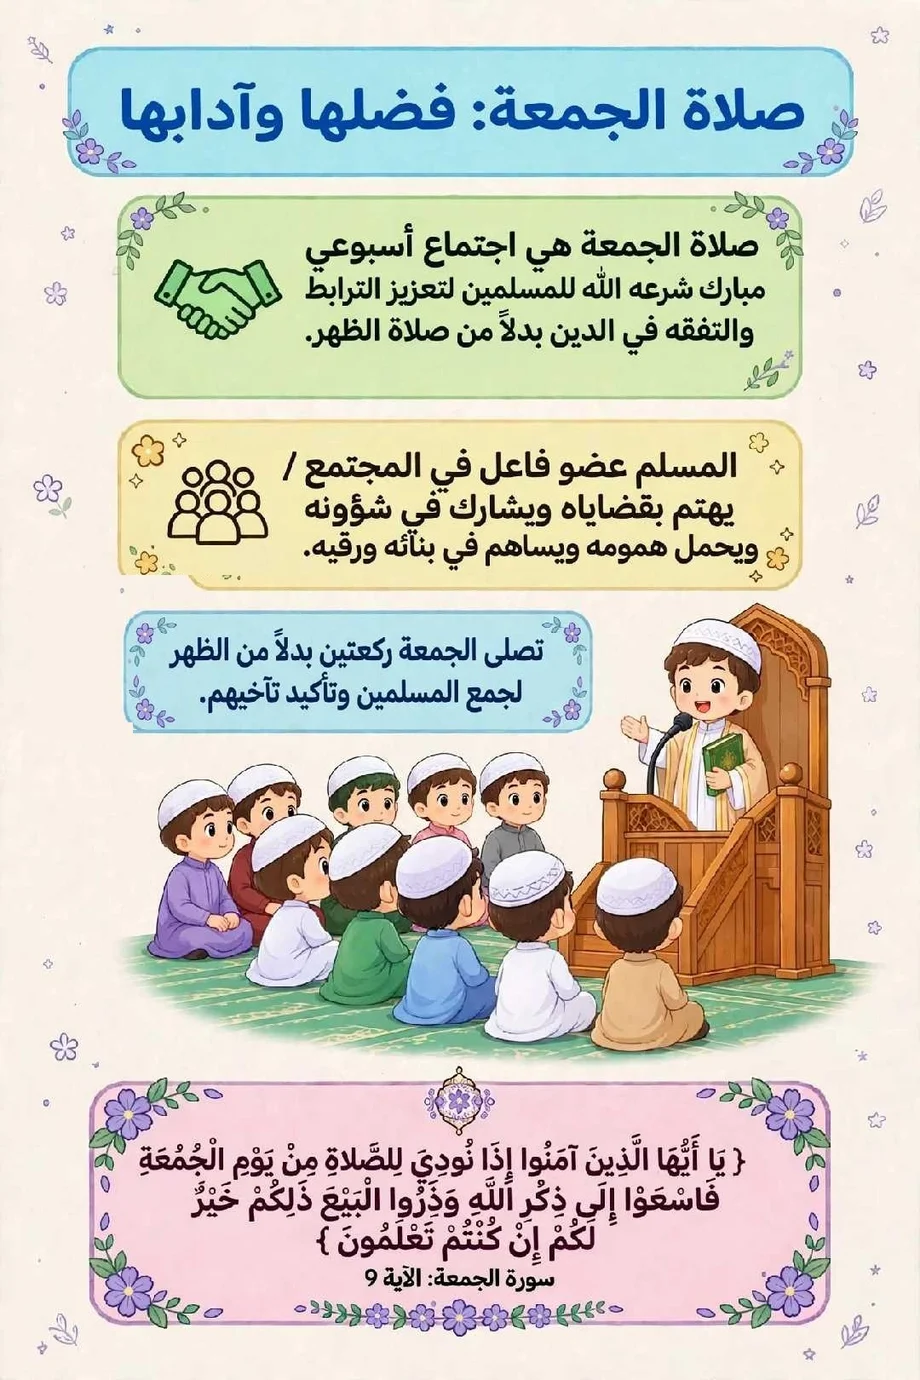 صلاة الجمعة: فضلها وآدابها
صلاة الجمعة هي اجتماع أسبوعي
مبارك شرعه الله للمسلمين لتعزيز الترابط
والتفقه في الدين بدلاً من صلاة الظهر.
المسلم عضو فاعل في المجتمع /
يهتم بقضاياه ويشارك في شؤونه
ويحمل همومه ويساهم في بنائه ورقيه.
تصلى الجمعة ركعتين بدلاً من الظهر
لجمع المسلمين وتأكيد تآخيهم.
{ يَا أَيُّهَا الَّذِينَ آمَنُوا إِذَا نُودِيَ لِلصَّلاةِ مِنْ يَوْمِ الْجُمُعَةِ
فَاسْعَوْا إِلَى ذِكْرِ اللَّهِ وَذَرُوا الْبَيْعَ ذَلِكُمْ خَيْرٌ
لَكُمْ إِنْ كُنْتُمْ تَعْلَمُونَ }
سورة الجمعة: الآية 9